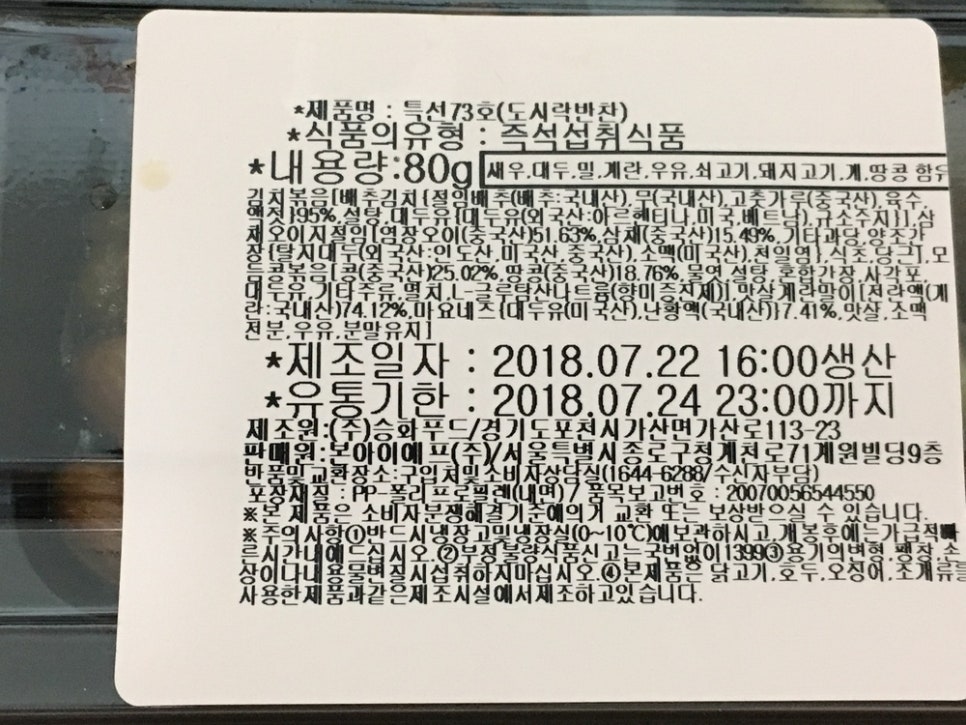 *제품명 : 특선73호(도시락반찬)
*식품의유형 : 즉석섭취식품
*내용량:80g 새우,대두,밀,계란,우유,쇠고기,돼지고기,게,땅콩 함유
김치볶음[배추김치{절임배추(배추:국내산),무(국내산),고춧가루(중국산),육수,
액젓}95%,설탕,대두유{대두유(외국산:아르헨티나,미국,베트남),규소수지}],삼
채오이지절임[염장오이(중국산)51.63%,삼채(중국산)15.49%,기타과당,양조간
장{탈지대두(외국산:인도산,미국산,중국산),소맥(미국산),천일염},식초,당근],모
듬콩볶음[콩(중국산)25.02%,땅콩(중국산)18.76%,물엿,설탕,혼합간장,사각포,
대두유,기타주류,멸치,L-글루탐산나트륨(향미증진제)],맛살계란말이[전란액(계
란:국내산)74.12%,마요네즈{대두유(미국산),난황액(국내산)}7.41%,맛살,소맥
전분,우유,분말유지]
*제조일자 : 2018.07.22 16:00생산
*유통기한 : 2018.07.24 23:00까지
제조원:(주)승화푸드/경기도포천시가산면가산로113-23
판매원:본아이에프(주)/서울특별시종로구청계천로71계원빌딩9층
반품및교환장소:구입처및소비자상담실(1644-6288/수신자부담)
포장재질 : PP-폴리프로필렌(내면) / 품목보고번호 : 20070056544550
※본 제품은 소비자분쟁해결기준에의거 교환 또는 보상받으실 수 있습니다.
※주의사항①반드시냉장고및냉장실(0~10℃)에보관하시고,개봉후에는가급적빠
른시간내에드십시오.②부정불량식품신고는국번없이1399③용기의변형,팽창,손
상이나내용물변질시섭취하지마십시오.④본제품은 닭고기,호두,오징어,조개류를
사용한제품과같은제조시설에서제조하고있습니다.